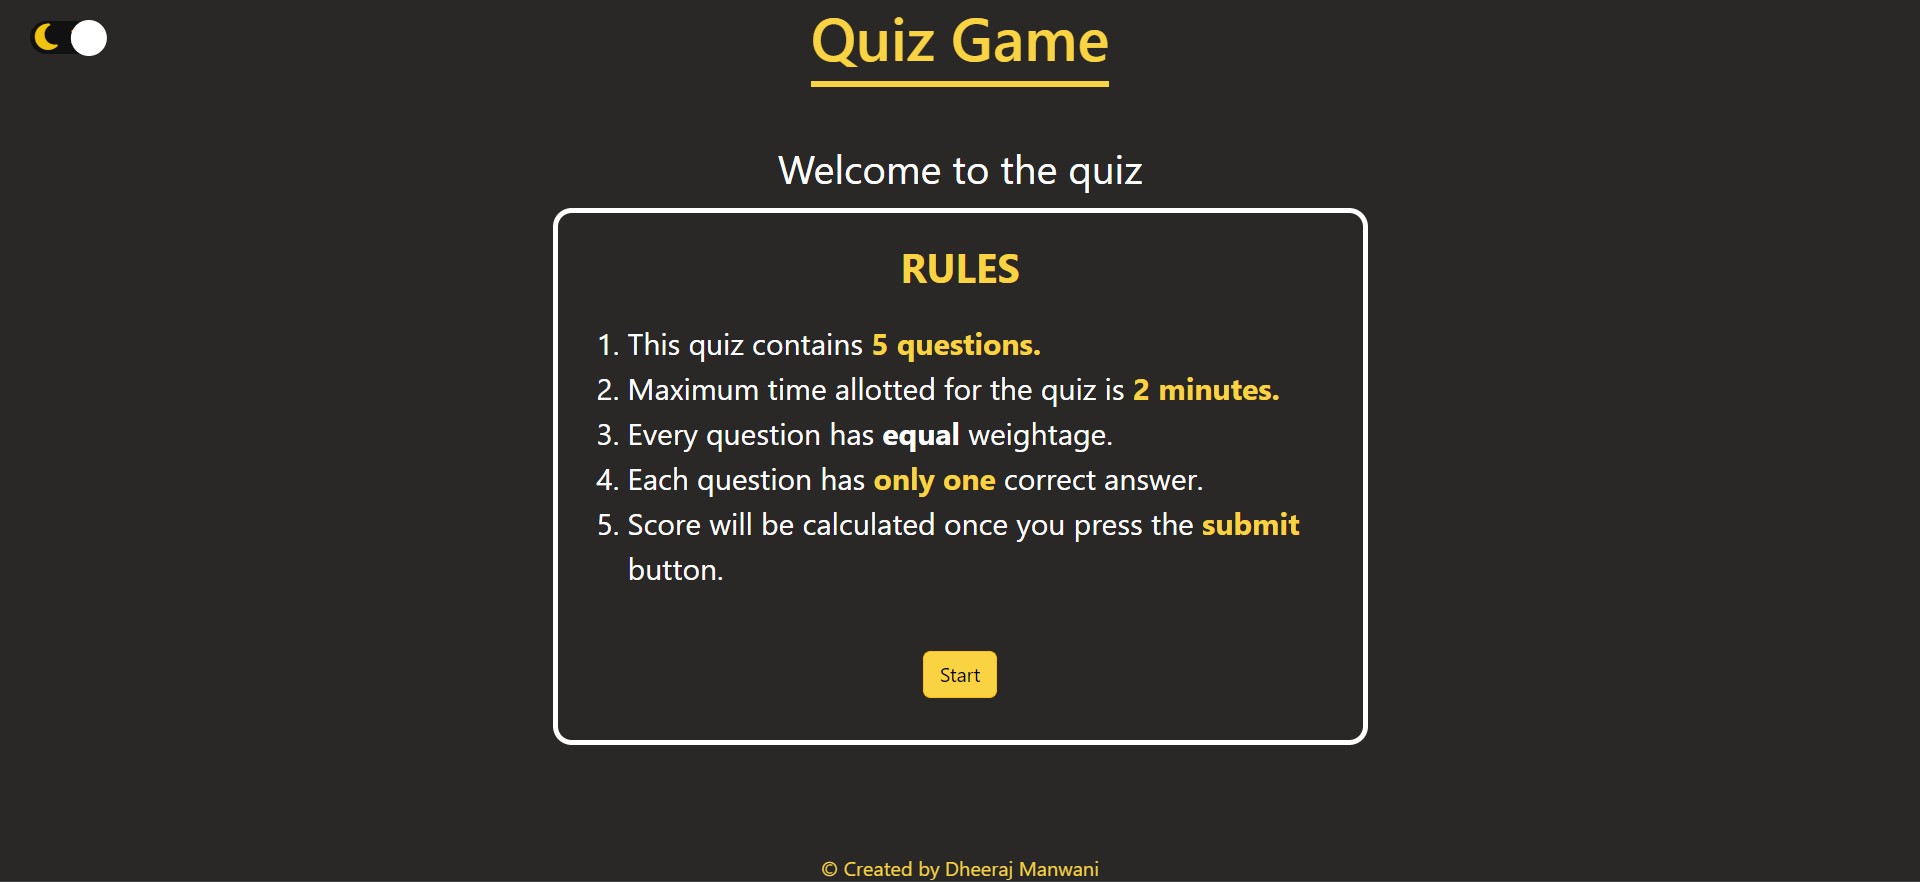 Quiz Game
Welcome to the quiz
RULES
1. This quiz contains 5 questions.
2. Maximum time allotted for the quiz is 2 minutes.
3. Every question has equal weightage.
4. Each question has only one correct answer.
5. Score will be calculated once you press the submit
button.
Start
© Created by Dheeraj Manwani